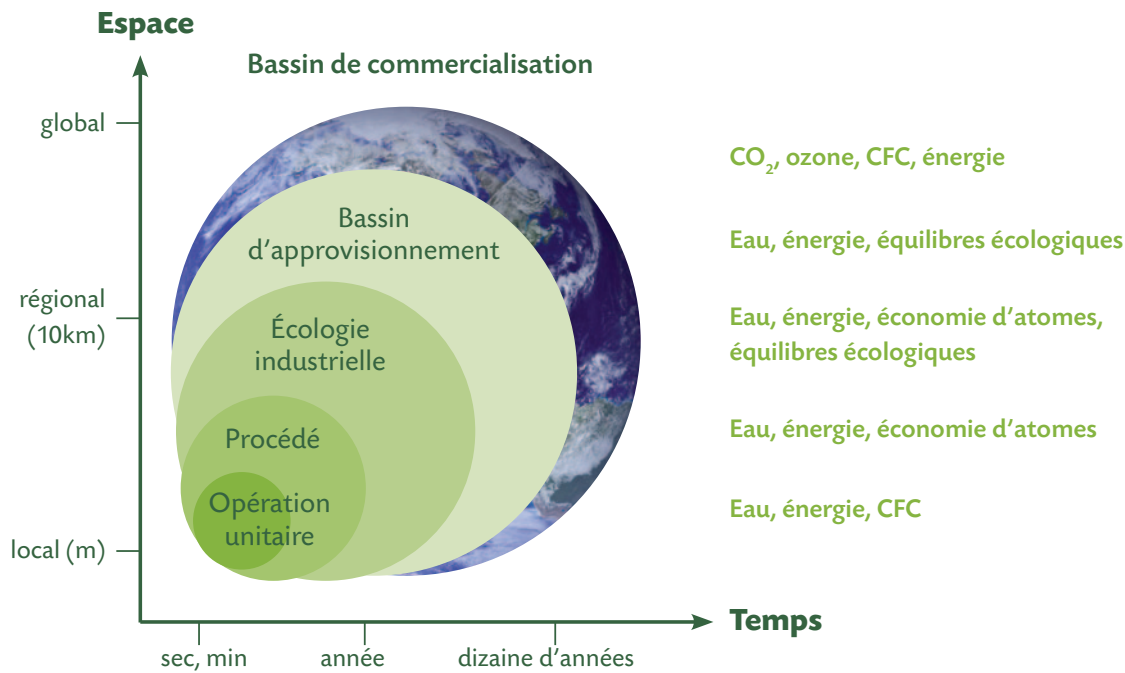 Espace
Bassin de commercialisation
global
CO₂, ozone, CFC, énergie
Bassin
d'approvisionnement
Eau, énergie, équilibres écologiques
régional
(10km)
Écologie
industrielle
Eau, énergie, économie d'atomes,
équilibres écologiques
Procédé
Eau, énergie, économie d'atomes
Opération
unitaire
Eau, énergie, CFC
local (m)
Temps
sec, min
année
dizaine d'années